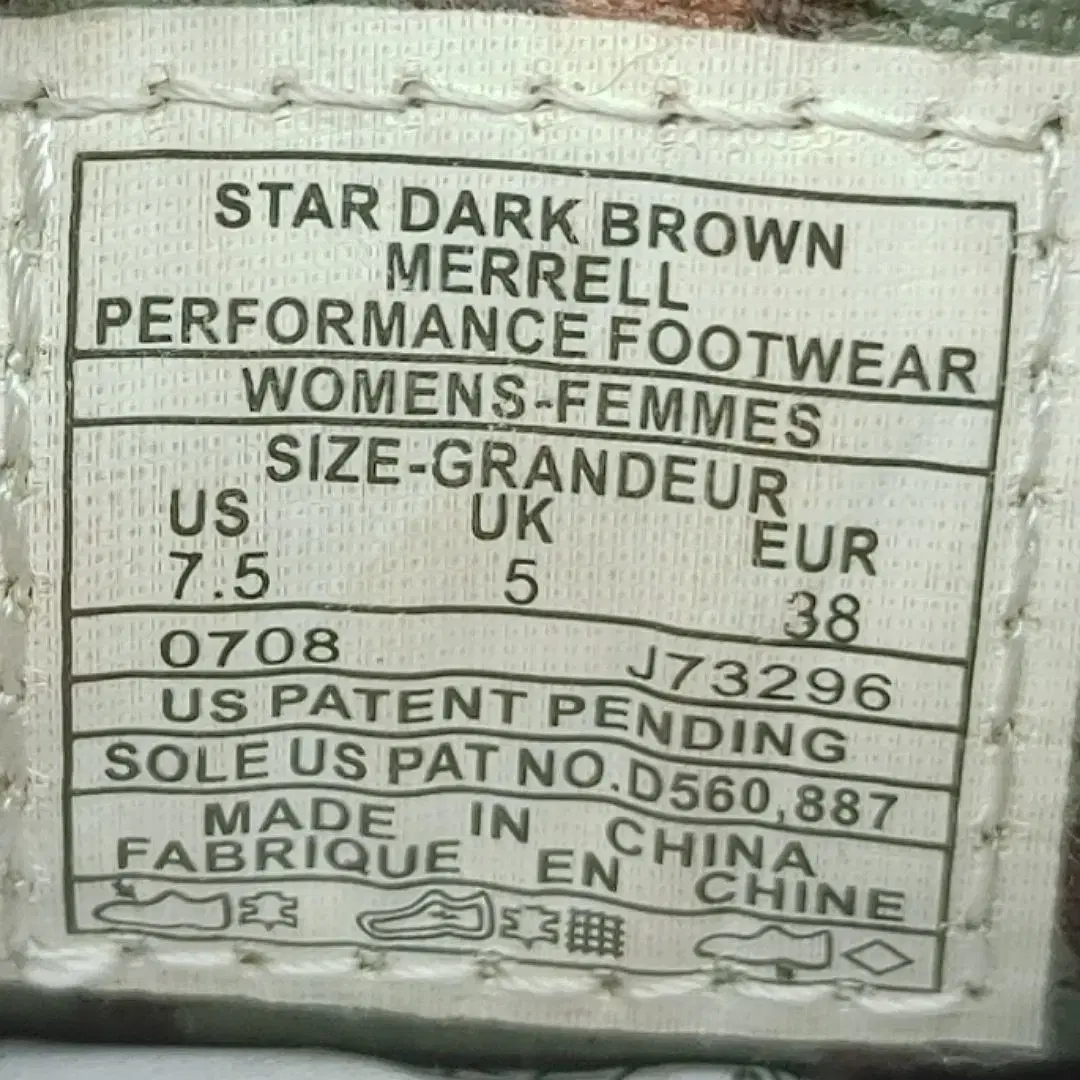 STAR DARK BROWN
MERRELL
PERFORMANCE FOOTWEAR
WOMENS-FEMMES
SIZE-GRANDEUR
US UK EUR
7.5 5 38
0708 J73296
US PATENT PENDING
SOLE US PAT NO.D560,887
MADE IN CHINA
FABRIQUE EN CHINE